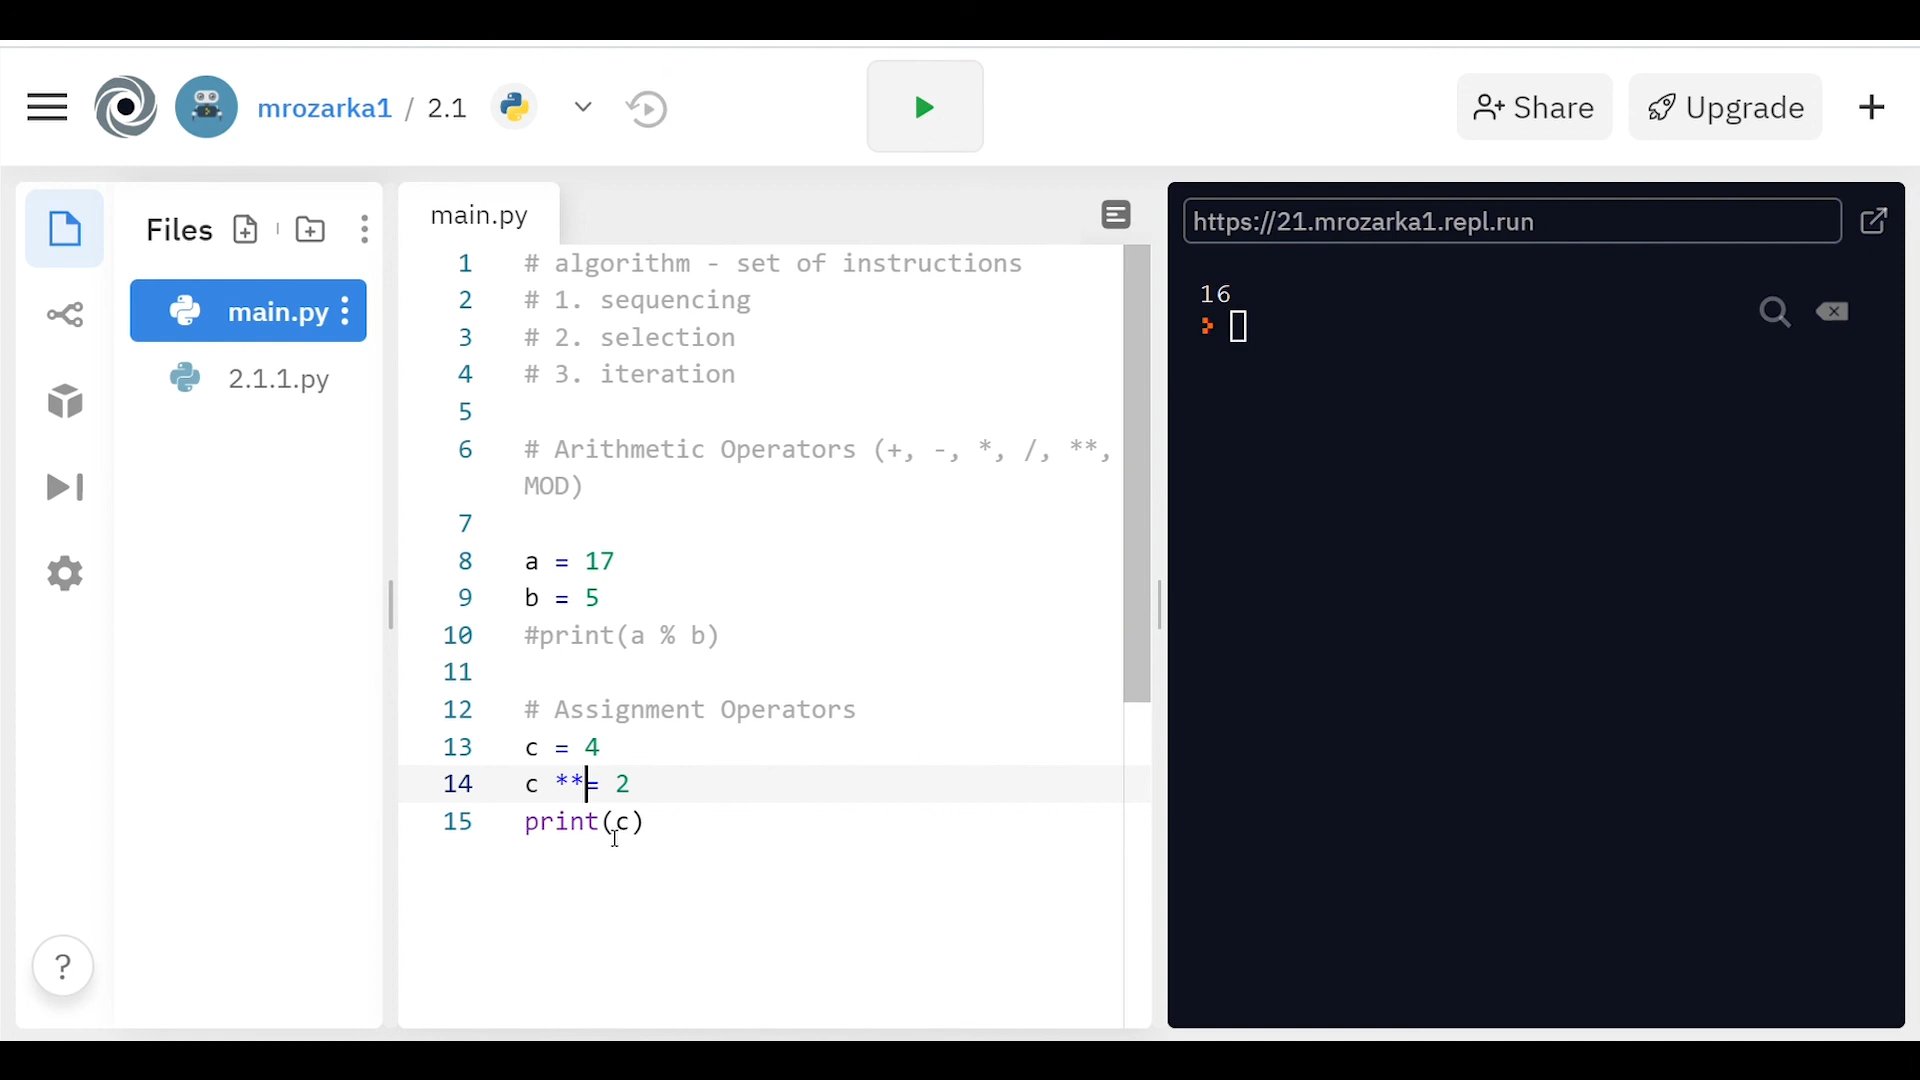 mrozarka1 / 2.1
Share
Upgrade
Files
main.py
2.1.1.py
?
main.py
1 # algorithm - set of instructions
2 # 1. sequencing
3 # 2. selection
4 # 3. iteration
5
6 # Arithmetic Operators (+, -, *, /, **,
MOD)
7
8 a = 17
9 b = 5
10 #print(a % b)
11
12 # Assignment Operators
13 c = 4
14 c **= 2
15 print(c)
https://21.mrozarka1.repl.run
16